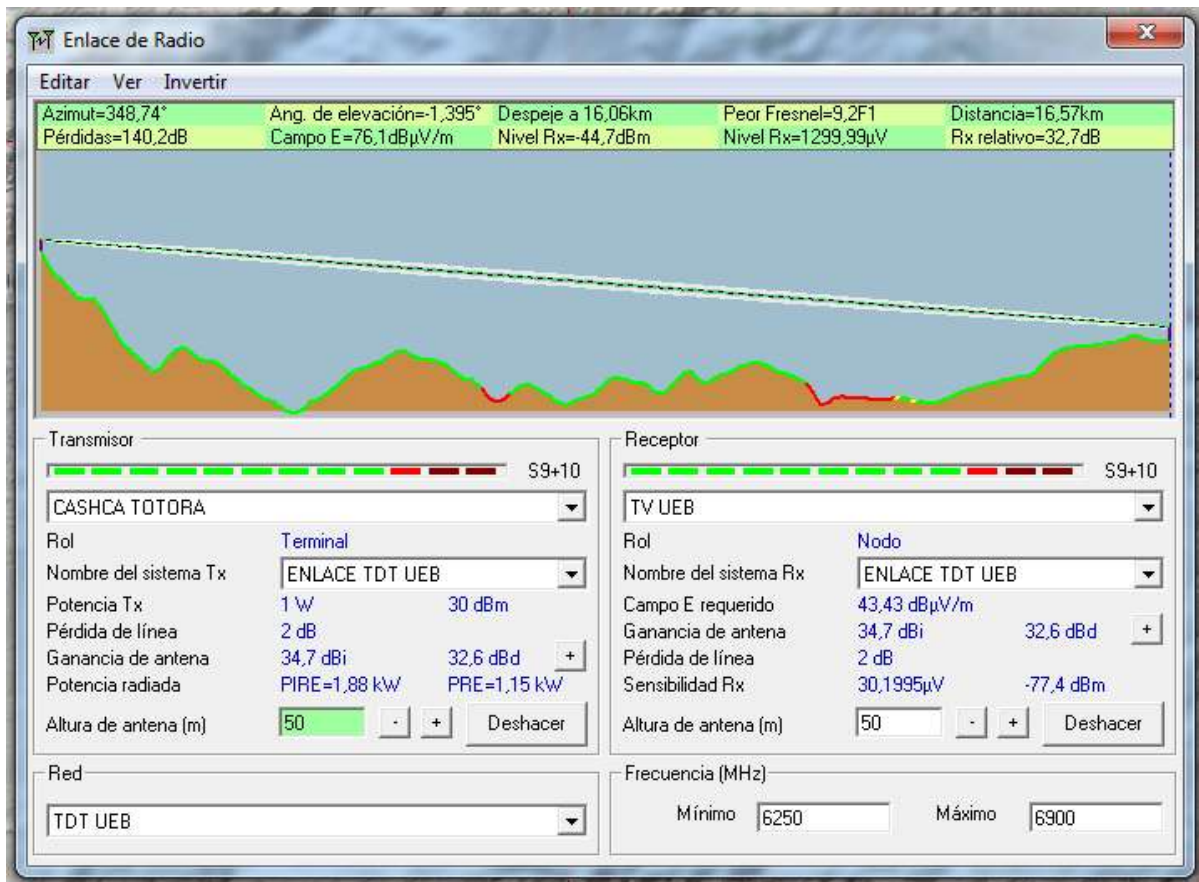 Enlace de Radio
Editar Ver Invertir
Azimut=348,74° Ang. de elevación=-1,395° Despeje a 16,06km Peor Fresnel=9,2F1 Distancia=16,57km
Pérdidas=140,2dB Campo E=76,1dBµV/m Nivel Rx=-44,7dBm Nivel Rx=1299,99µV Rx relativo=32,7dB
Transmisor
S9+10
CASHCA TOTORA
Rol Terminal
Nombre del sistema Tx ENLACE TDT UEB
Potencia Tx 1 W 30 dBm
Pérdida de línea 2 dB
Ganancia de antena 34,7 dBi 32,6 dBd +
Potencia radiada PIRE=1,88 kW PRE=1,15 kW
Altura de antena (m) 50 - + Deshacer
Receptor
S9+10
TV UEB
Rol Nodo
Nombre del sistema Rx ENLACE TDT UEB
Campo E requerido 43,43 dBµV/m
Ganancia de antena 34,7 dBi 32,6 dBd +
Pérdida de línea 2 dB
Sensibilidad Rx 30,1995µV -77,4 dBm
Altura de antena (m) 50 - + Deshacer
Red
TDT UEB
Frecuencia (MHz)
Mínimo 6250 Máximo 6900